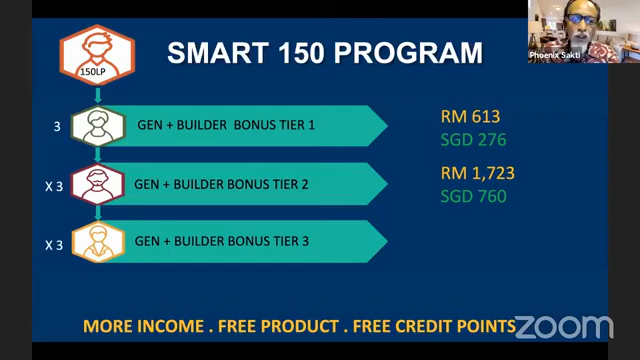 SMART 150 PROGRAM
Phoenix Sakti
150LP
3
GEN + BUILDER BONUS TIER 1
RM 613
SGD 276
X 3
GEN + BUILDER BONUS TIER 2
RM 1,723
SGD 760
X 3
GEN + BUILDER BONUS TIER 3
MORE INCOME . FREE PRODUCT . FREE CREDIT POINTS
zoom